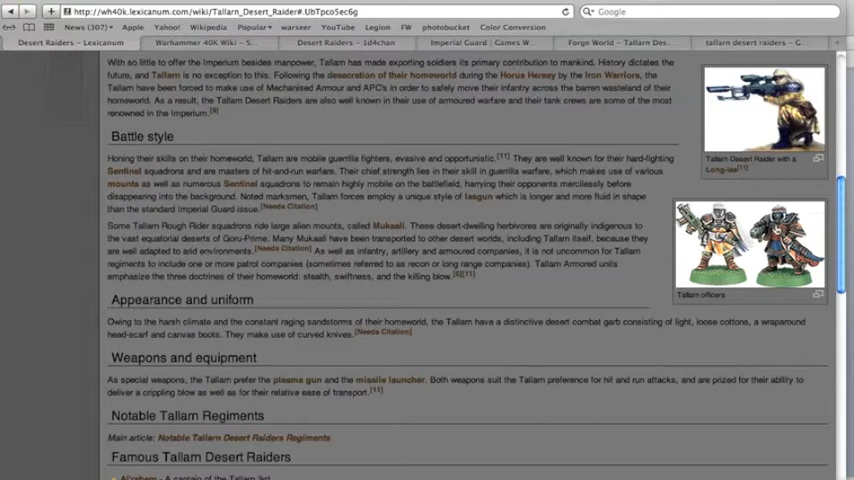 http://wh40k.lexicanum.com/wiki/Tallarn_Desert_Raider#.UbTpco5ec6g
Google
News (307) Apple Yahoo! Wikipedia Popular warseer YouTube Legion FW photobucket Color Conversion
Desert Raiders – Lexicanum
Warhammer 40K Wiki – S...
Desert Raiders – 1d4chan
Imperial Guard | Games W...
Forge World – Tallarn Des...
tallarn desert raiders – G...
With so little to offer the Imperium besides manpower, Tallarn has made exporting soldiers its primary contribution to mankind. History dictates the
future, and Tallarn is no exception to this. Following the desecration of their homeworld during the Horus Heresy by the Iron Warriors, the
Tallarn have been forced to make use of Mechanised Armour and APC's in order to safely move their infantry across the barren wasteland of their
homeworld. As a result, the Tallarn Desert Raiders are also well known in their use of armoured warfare and their tank crews are some of the most
renowned in the Imperium.[9]
Tallarn Desert Raider with a
Long-las[11]
Battle style
Honing their skills on their homeworld, Tallarn are mobile guerrilla fighters, evasive and opportunistic.[11] They are well known for their hard-fighting
Sentinel squadrons and are masters of hit-and-run warfare. Their chief strength lies in their skill in guerrilla warfare, which makes use of various
mounts as well as numerous Sentinel squadrons to remain highly mobile on the battlefield, harrying their opponents mercilessly before
disappearing into the background. Noted marksmen, Tallarn forces employ a unique style of lasgun which is longer and more fluid in
shape than the standard Imperial Guard issue.[Needs Citation]
Some Tallarn Rough Rider squadrons ride large alien mounts, called Mukaali. These desert-dwelling herbivores are originally indigenous to
the vast equatorial deserts of Goru-Prime. Many Mukaali have been transported to other desert worlds, including Tallarn itself, because they
are well adapted to arid environments.[Needs Citation] As well as infantry, artillery and armoured companies, it is not uncommon for Tallarn
regiments to include one or more patrol companies (sometimes referred to as recon or long range companies). Tallarn Armored units
emphasize the three doctrines of their homeworld: stealth, swiftness, and the killing blow.[5][11]
Tallarn officers
Appearance and uniform
Owing to the harsh climate and the constant raging sandstorms of their homeworld, the Tallarn have a distinctive desert combat garb consisting of light, loose cottons, a wraparound
head-scarf and canvas boots. They make use of curved knives.[Needs Citation]
Weapons and equipment
As special weapons, the Tallarn prefer the plasma gun and the missile launcher. Both weapons suit the Tallarn preference for hit and run attacks, and are prized for their ability to
deliver a crippling blow as well as for their relative ease of transport.[11]
Notable Tallarn Regiments
Main article: Notable Tallarn Desert Raiders Regiments
Famous Tallarn Desert Raiders
Al'rahem - A captain of the Tallarn 3rd